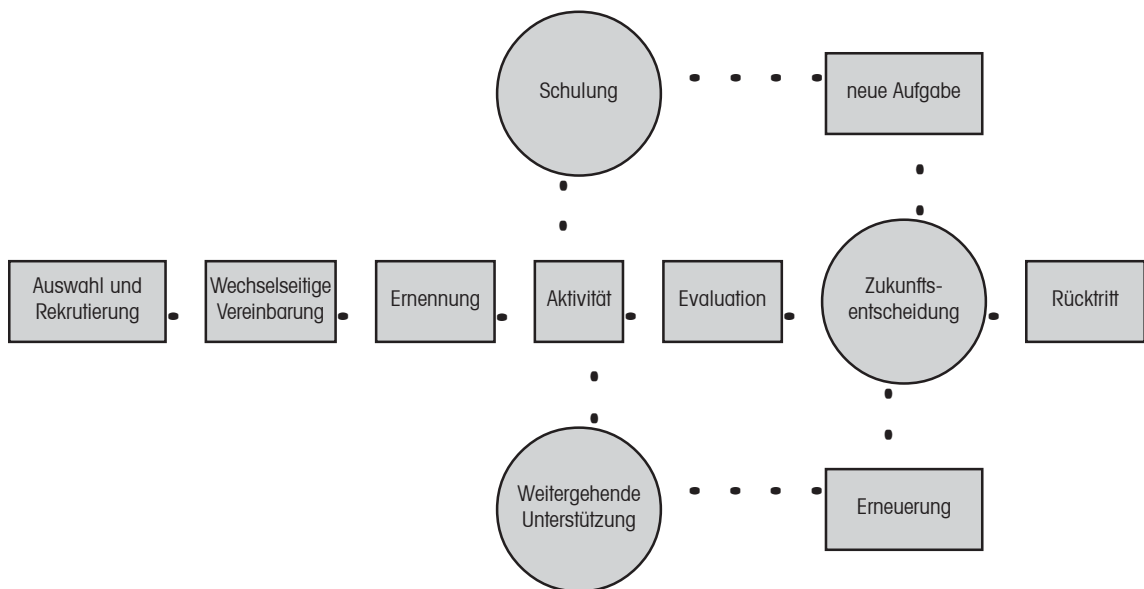 Schulung
neue Aufgabe
Auswahl und
Rekrutierung
Wechselseitige
Vereinbarung
Ernennung
Aktivität
Evaluation
Zukunfts-
entscheidung
Rücktritt
Weitergehende
Unterstützung
Erneuerung